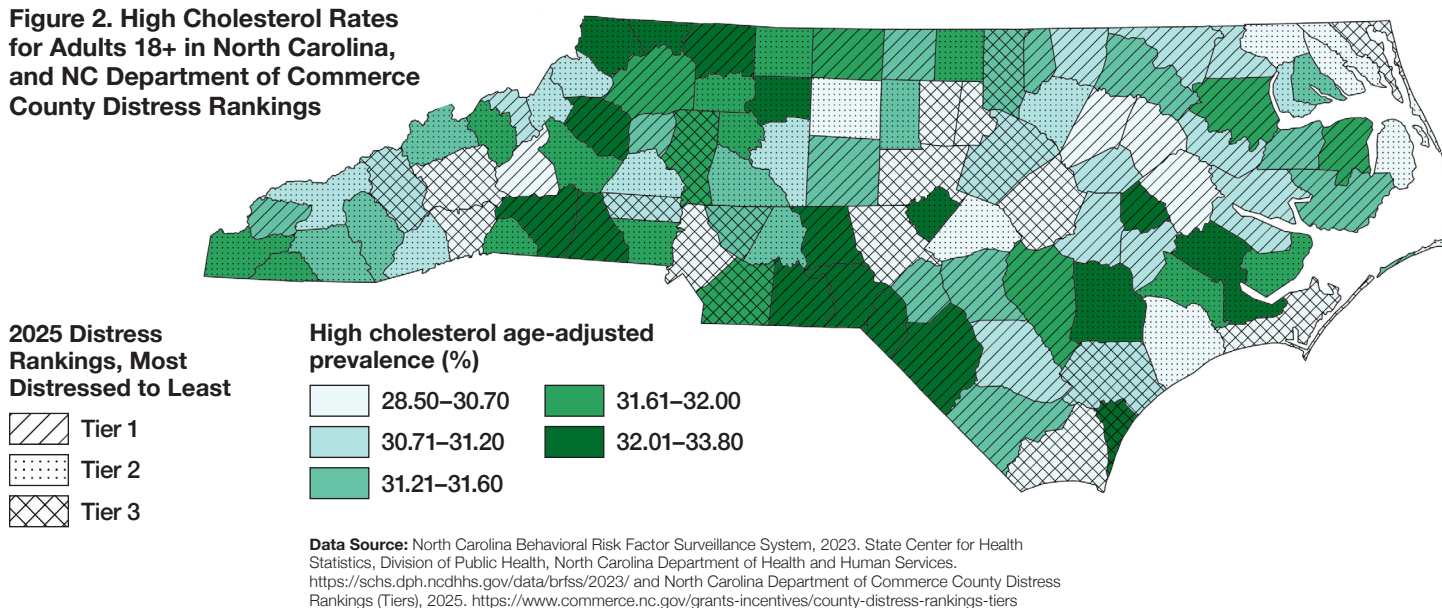 Figure 2. High Cholesterol Rates
for Adults 18+ in North Carolina,
and NC Department of Commerce
County Distress Rankings
2025 Distress
Rankings, Most
Distressed to Least
Tier 1
Tier 2
Tier 3
High cholesterol age-adjusted
prevalence (%)
28.50–30.70
30.71–31.20
31.21–31.60
31.61–32.00
32.01–33.80
Data Source: North Carolina Behavioral Risk Factor Surveillance System, 2023. State Center for Health
Statistics, Division of Public Health, North Carolina Department of Health and Human Services.
https://schs.dph.ncdhhs.gov/data/brfss/2023/ and North Carolina Department of Commerce County Distress
Rankings (Tiers), 2025. https://www.commerce.nc.gov/grants-incentives/county-distress-rankings-tiers